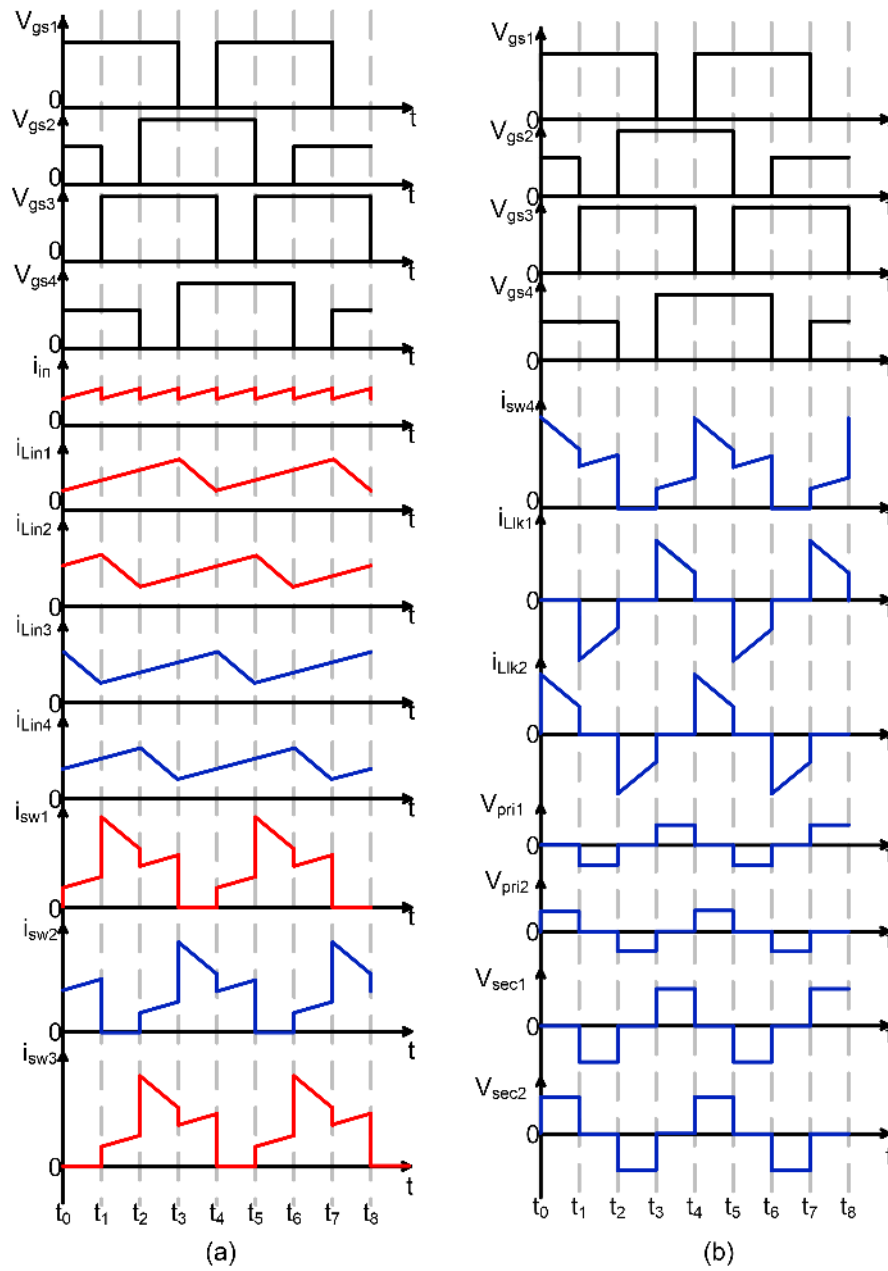 Vgs1
0
t
Vgs2
0
Vgs3
0
Vgs4
0
iin
0
t
iLin1
0
t
iLin2
0
t
iLin3
0
t
iLin4
0
t
isw1
0
t
isw2
0
t
isw3
0
t
t0 t1 t2 t3 t4 t5 t6 t7 t8
(a)
Vgs1
0
Vgs2
0
Vgs3
0
Vgs4
0
isw4
0
iLlk1
0
iLlk2
0
Vpri1
0
Vpri2
0
Vsec1
0
Vsec2
0
t0 t1 t2 t3 t4 t5 t6 t7 t8
(b)